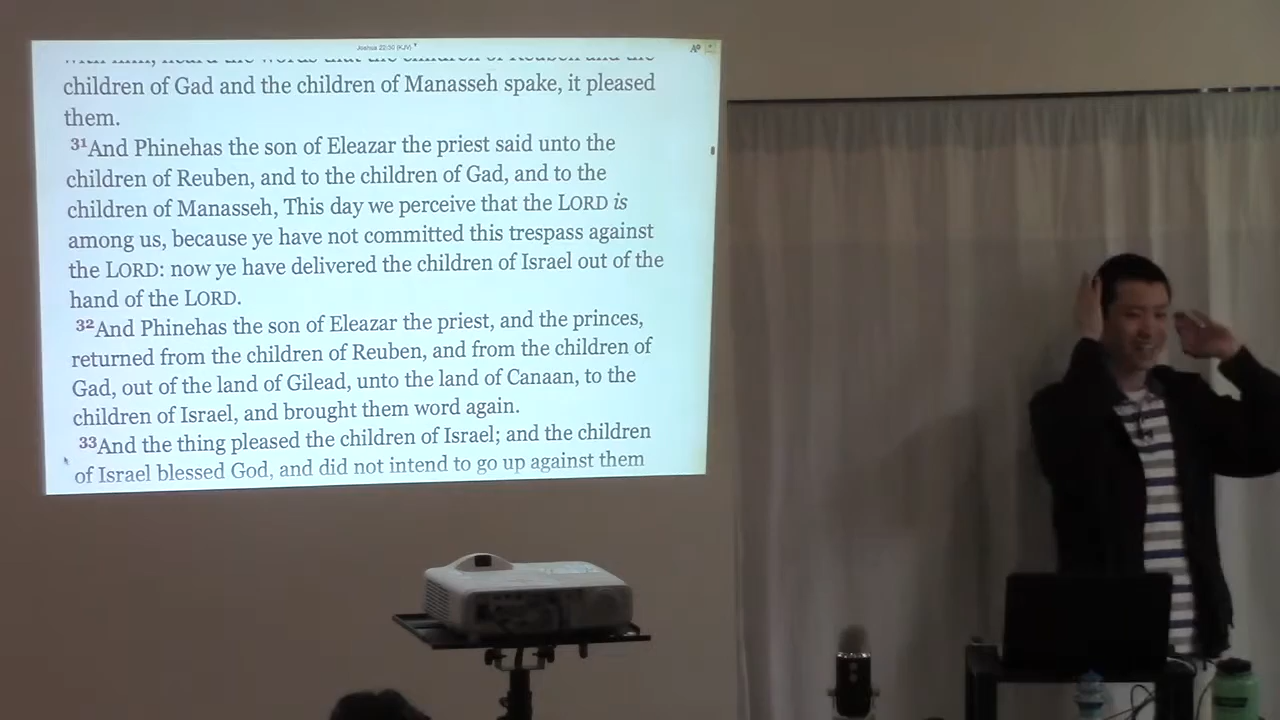 Joshua 22:30 (KJV)
children of Gad and the children of Manasseh spake, it pleased
them.
31And Phinehas the son of Eleazar the priest said unto the
children of Reuben, and to the children of Gad, and to the
children of Manasseh, This day we perceive that the LORD is
among us, because ye have not committed this trespass against
the LORD: now ye have delivered the children of Israel out of the
hand of the LORD.
32And Phinehas the son of Eleazar the priest, and the princes,
returned from the children of Reuben, and from the children of
Gad, out of the land of Gilead, unto the land of Canaan, to the
children of Israel, and brought them word again.
33And the thing pleased the children of Israel; and the children
of Israel blessed God, and did not intend to go up against them